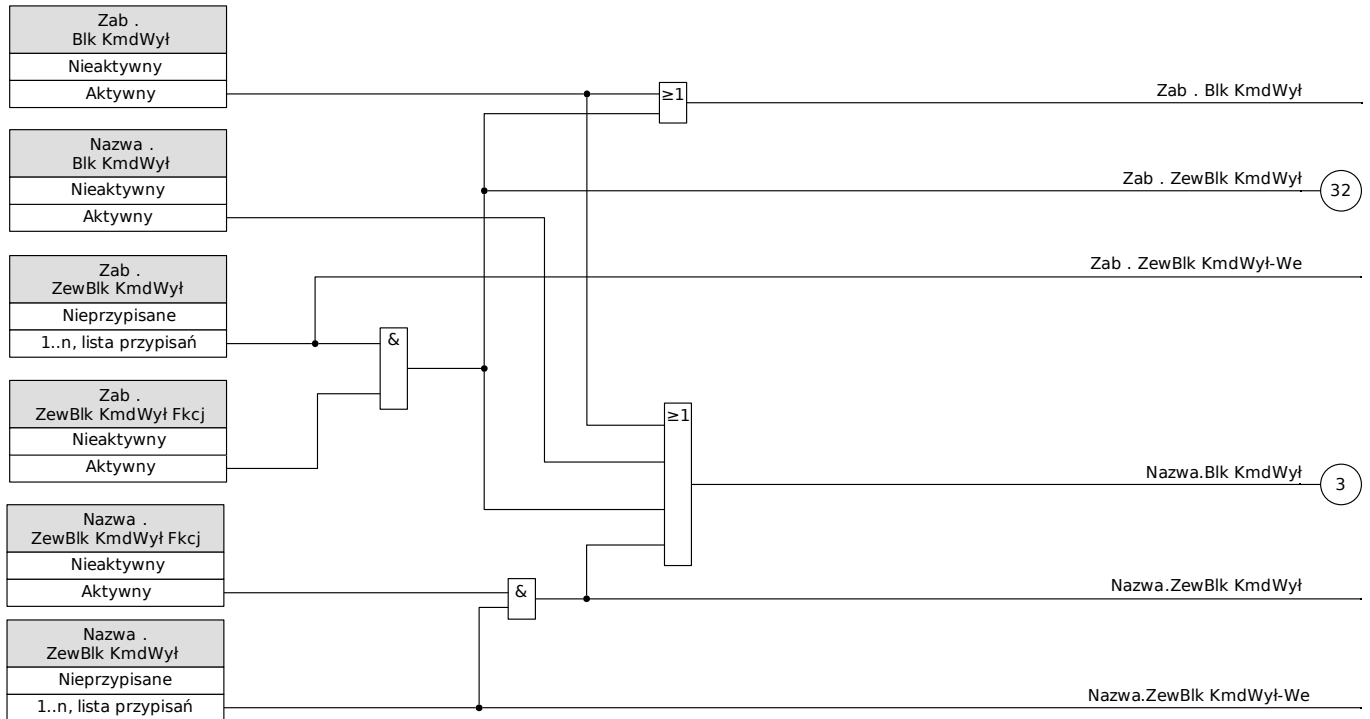 Zab .
Blk KmdWył
Nieaktywny
Aktywny
≥1
Zab . Blk KmdWył
Nazwa .
Blk KmdWył
Nieaktywny
Aktywny
Zab . ZewBlk KmdWył
32
Zab .
ZewBlk KmdWył
Nieprzypisane
1..n, lista przypisań
Zab . ZewBlk KmdWył-We
&
Zab .
ZewBlk KmdWył Fkcj
Nieaktywny
Aktywny
≥1
Nazwa.Blk KmdWył
3
Nazwa .
ZewBlk KmdWył Fkcj
Nieaktywny
Aktywny
&
Nazwa.ZewBlk KmdWył
Nazwa .
ZewBlk KmdWył
Nieprzypisane
1..n, lista przypisań
Nazwa.ZewBlk KmdWył-We